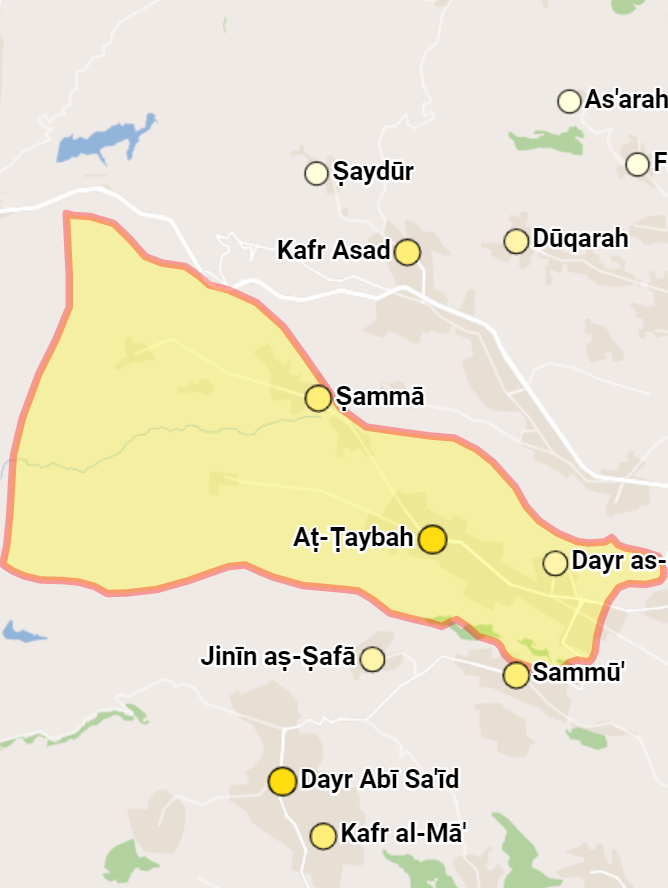 As'arah
F
Ṣaydūr
Dūqarah
Kafr Asad
Ṣammā
Aṭ-Ṭaybah
Dayr as-
Jinīn aṣ-Ṣafā
Sammū'
Dayr Abī Sa'īd
Kafr al-Mā'